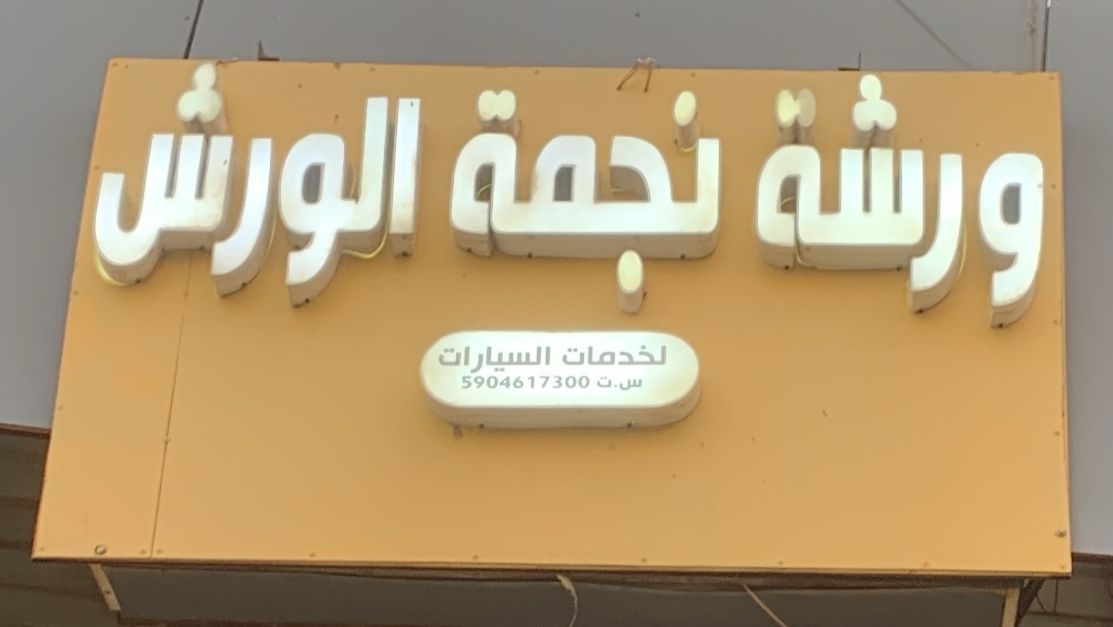 ورشة نجمة الورش
لخدمات السيارات
س.ت 5904617300